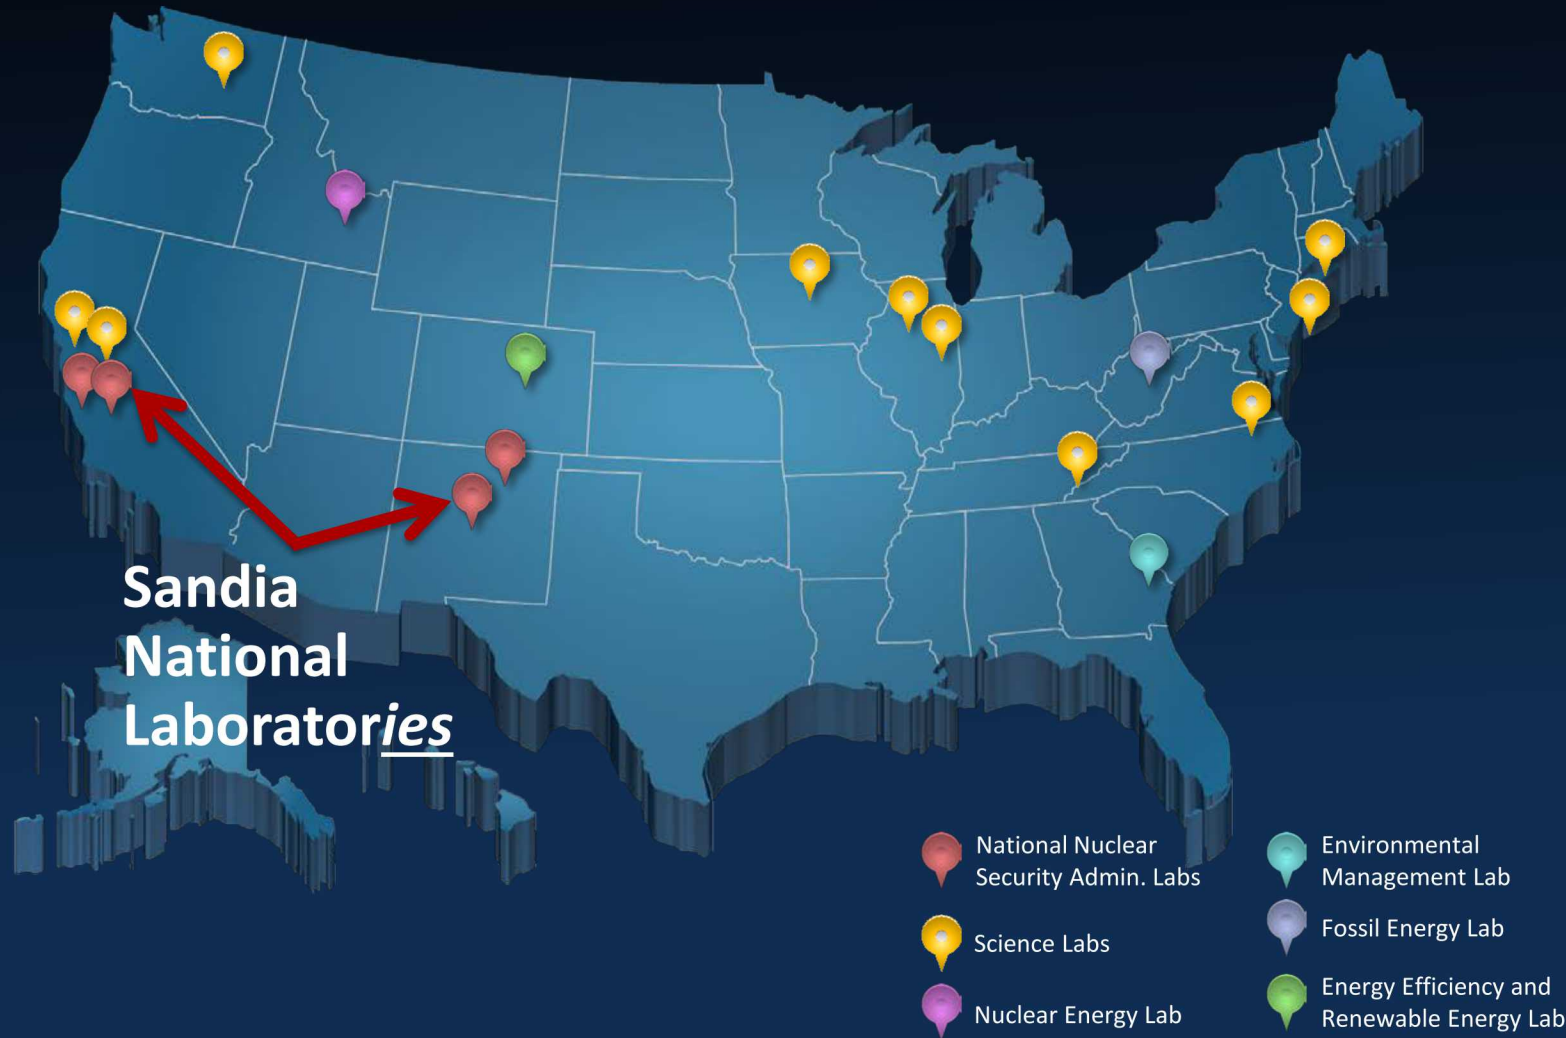 Sandia
National
Laboratories
National Nuclear
Security Admin. Labs
Science Labs
Nuclear Energy Lab
Environmental
Management Lab
Fossil Energy Lab
Energy Efficiency and
Renewable Energy Lab